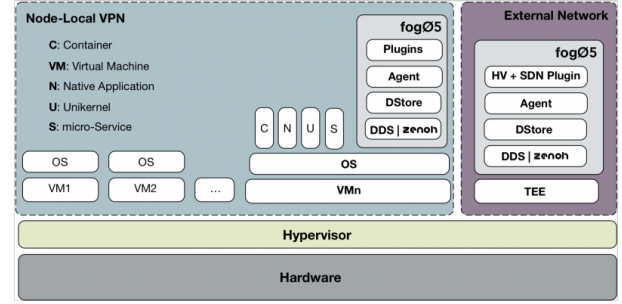 Node-Local VPN
C: Container
VM: Virtual Machine
N: Native Application
U: Unikernel
S: micro-Service
fogØ5
Plugins
Agent
DStore
DDS | zenoh
C N U S
OS
OS
OS
VM1
VM2
...
VMn
External Network
fogØ5
HV + SDN Plugin
Agent
DStore
DDS | zenoh
TEE
Hypervisor
Hardware